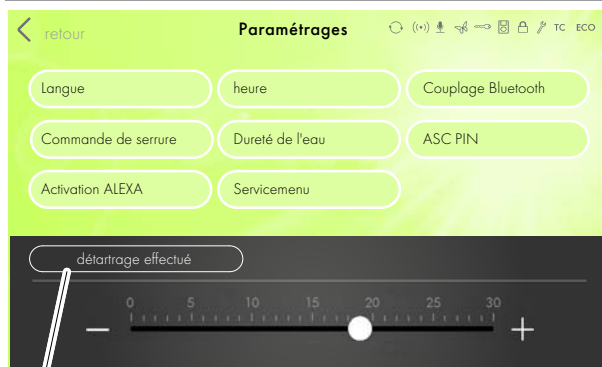 retour Paramétrages TC ECO
Langue heure Couplage Bluetooth
Commande de serrure Dureté de l'eau ASC PIN
Activation ALEXA Servicemenu
détartrage effectué
0 5 10 15 20 25 30